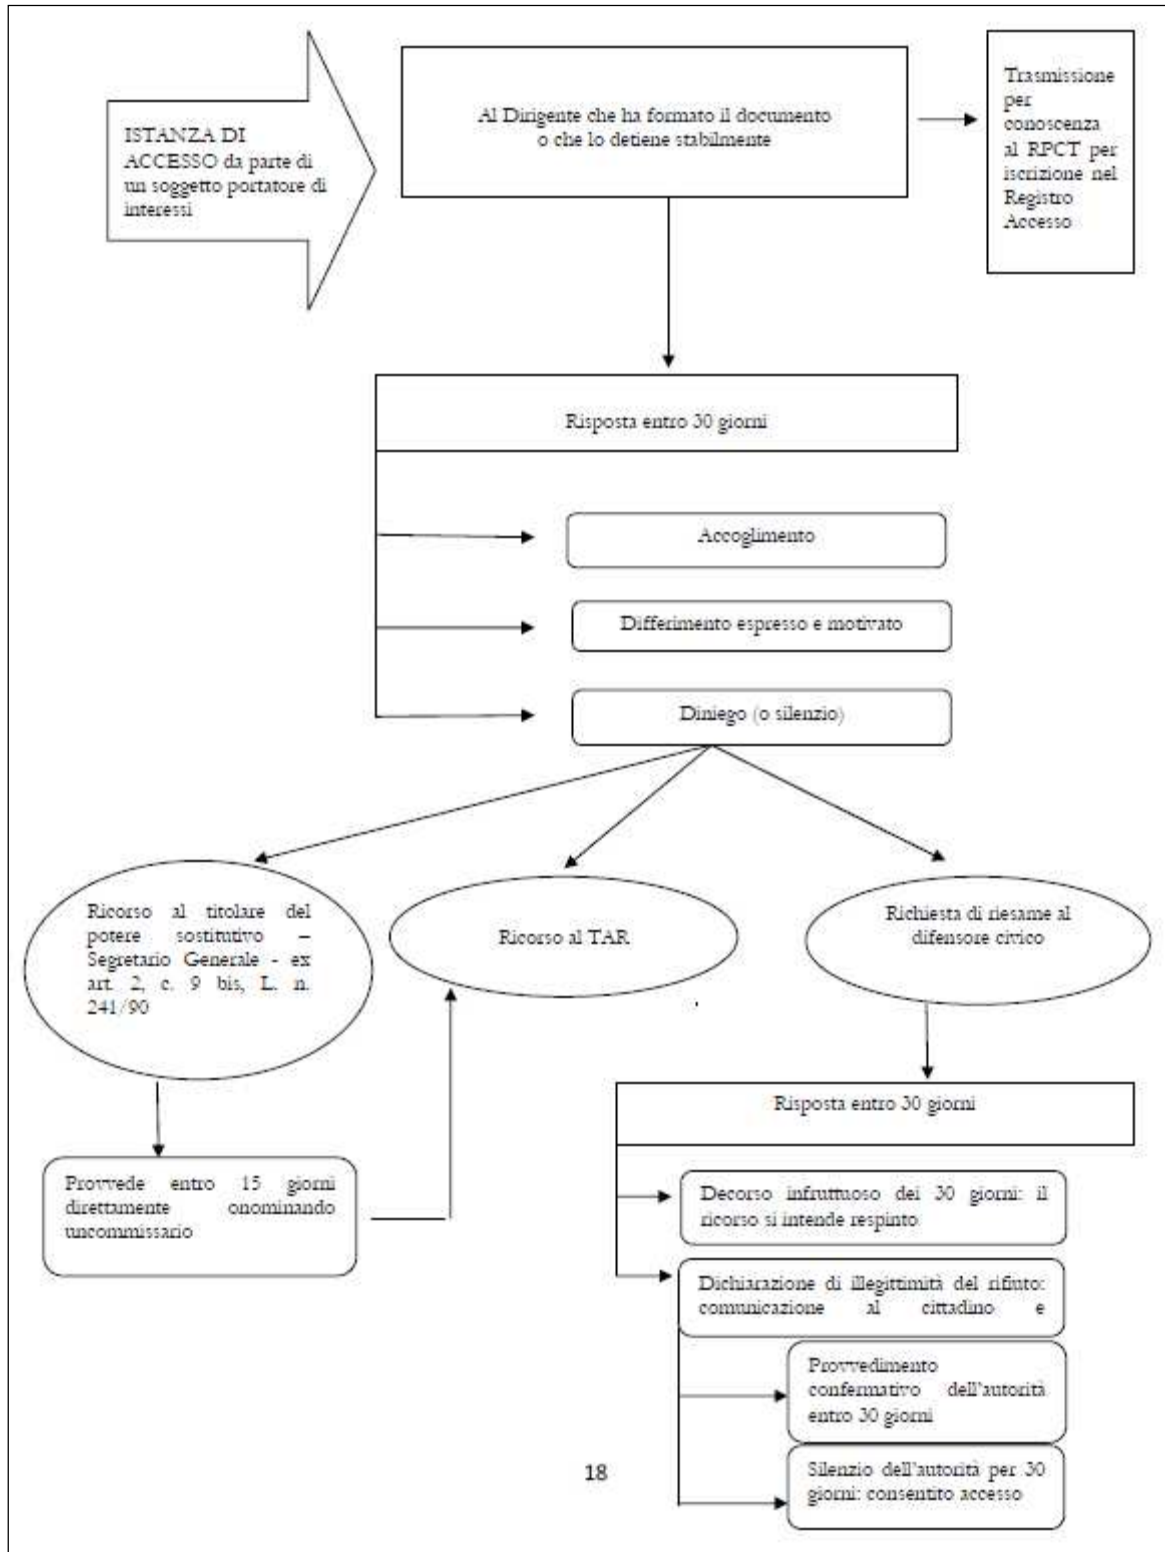 ISTANZA DI
ACCESSO da parte di
un soggetto portatore di
interessi
Al Dirigente che ha formato il documento
o che lo detiene stabilmente
Trasmissione
per
conoscenza
al RPCT per
iscrizione nel
Registro
Accesso
Risposta entro 30 giorni
Accoglimento
Differimento espresso e motivato
Diniego (o silenzio)
Ricorso al titolare del
potere sostitutivo –
Segretario Generale - ex
art. 2, c. 9 bis, L. n.
241/90
Ricorso al TAR
Richiesta di riesame al
difensore civico
Provvede entro 15 giorni
direttamente onominando
uncommissario
Risposta entro 30 giorni
Decorso infruttuoso dei 30 giorni: il
ricorso si intende respinto
Dichiarazione di illegittimità del rifiuto:
comunicazione al cittadino e
Provvedimento
confermativo dell'autorità
entro 30 giorni
Silenzio dell'autorità per 30
giorni: consentito accesso
18